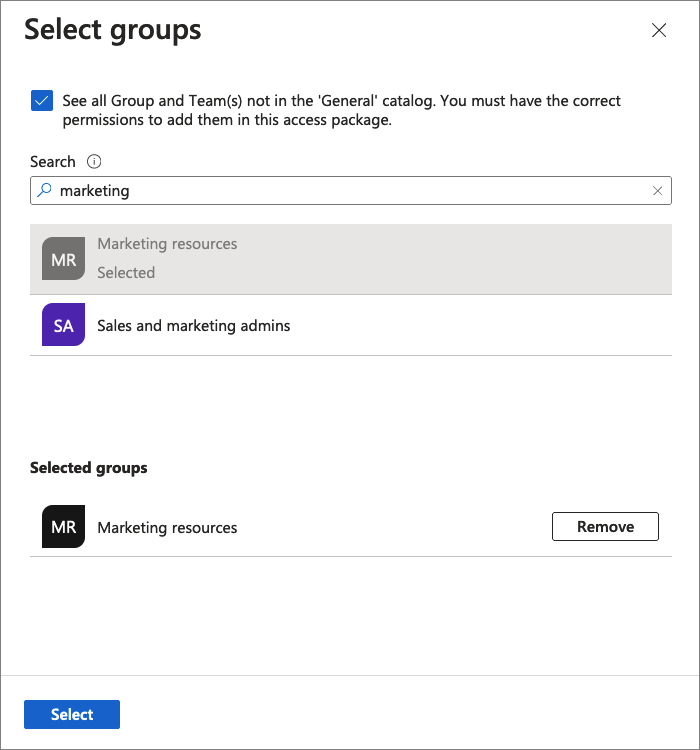 Select groups
See all Group and Team(s) not in the 'General' catalog. You must have the correct
permissions to add them in this access package.
Search
marketing
MR
Marketing resources
Selected
SA
Sales and marketing admins
Selected groups
MR
Marketing resources
Remove
Select